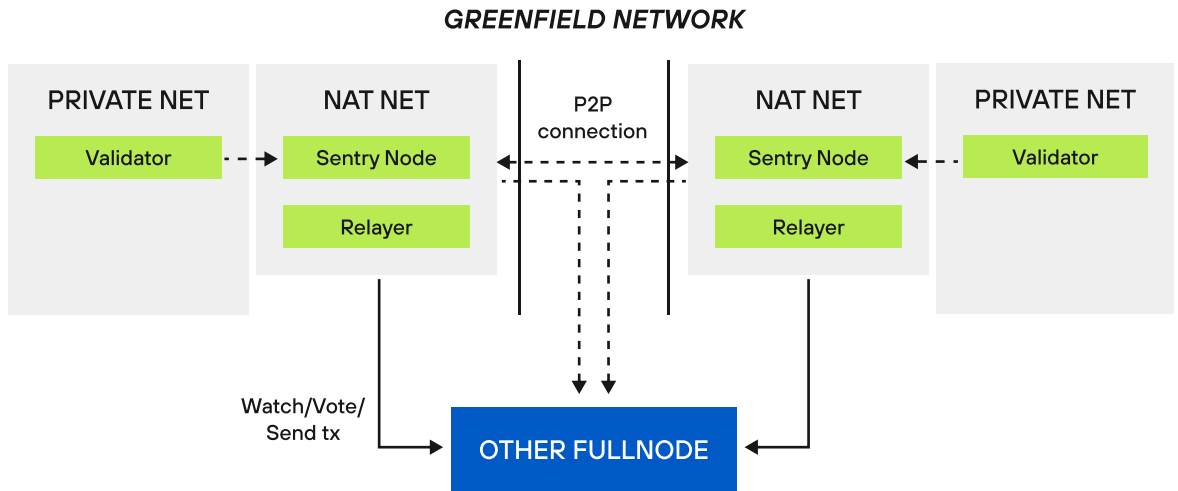 GREENFIELD NETWORK
PRIVATE NET
Validator
NAT NET
Sentry Node
Relayer
P2P
connection
NAT NET
Sentry Node
Relayer
PRIVATE NET
Validator
Watch/Vote/
Send tx
OTHER FULLNODE